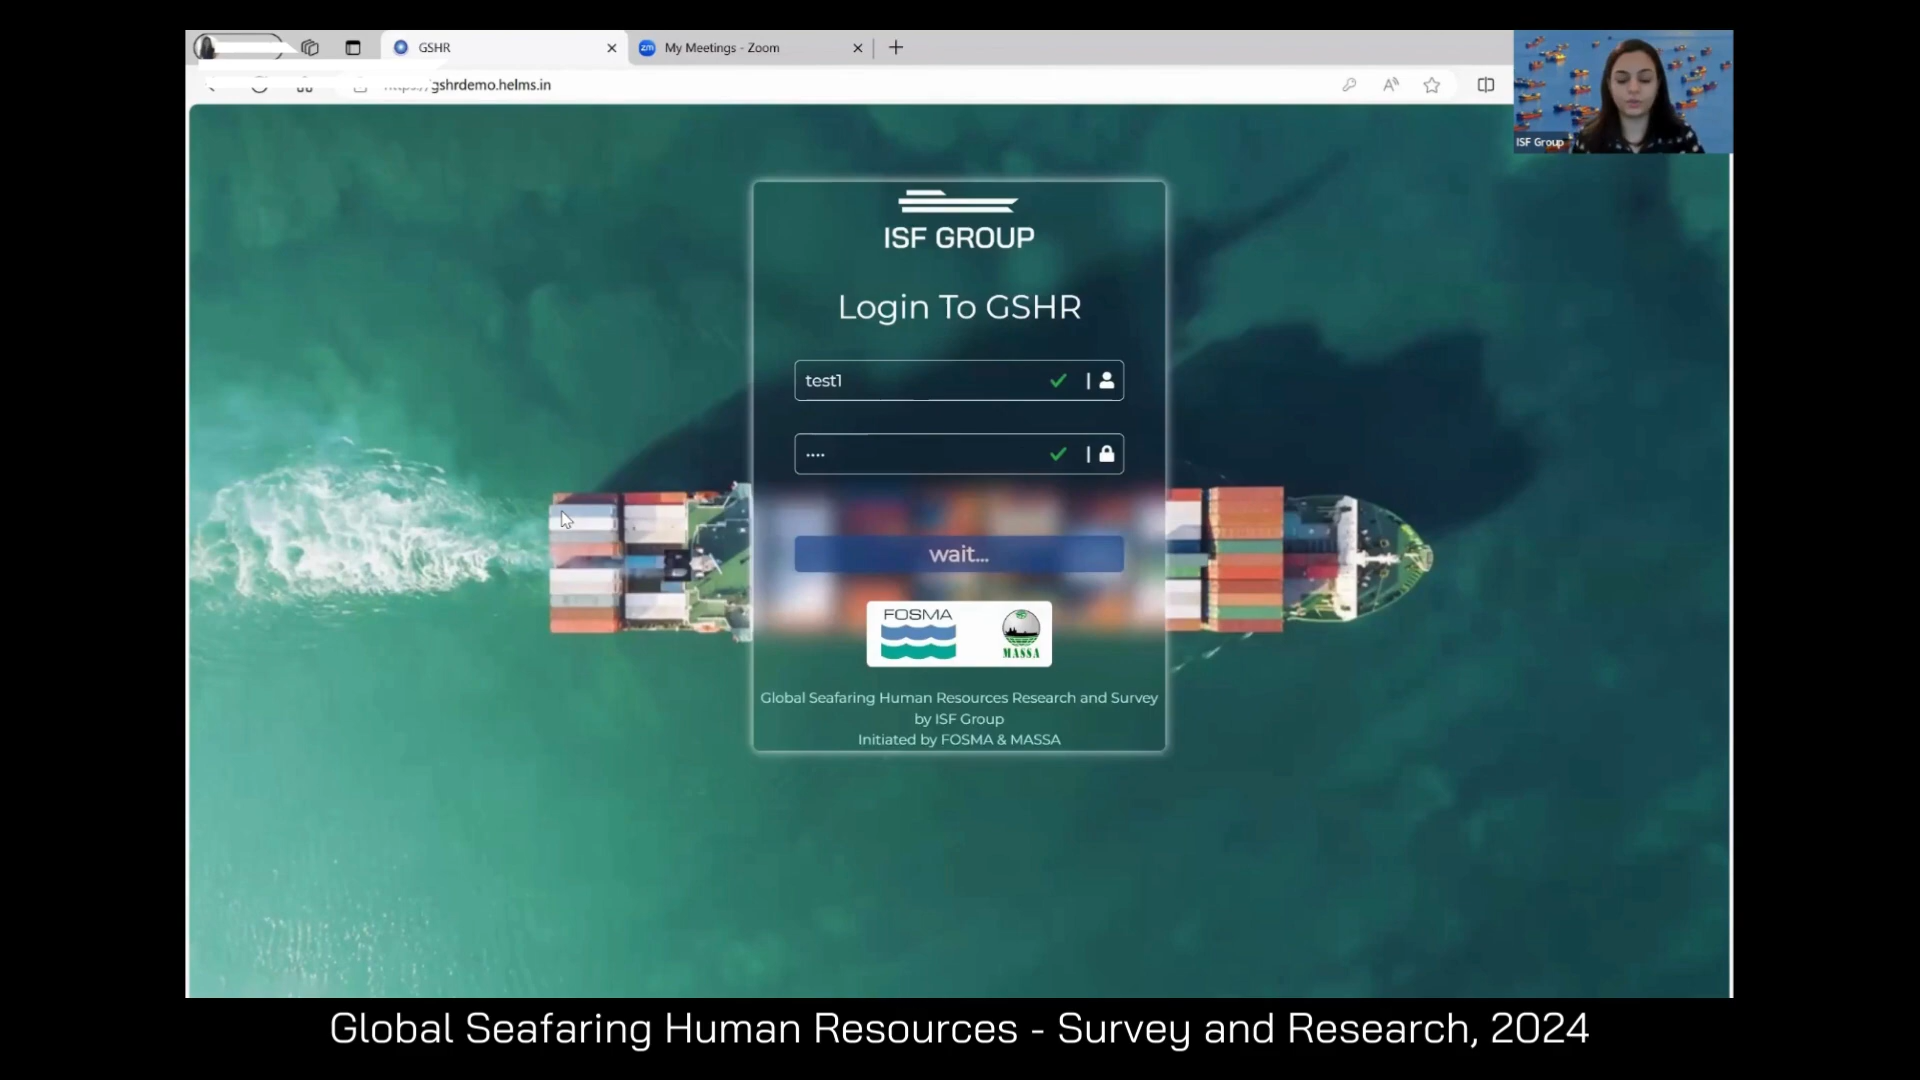 GSHR
zm
My Meetings - Zoom
gshrdemo.helms.in
ISF Group
ISF GROUP
Login To GSHR
test1
wait...
FOSMA
MASSA
Global Seafaring Human Resources Research and Survey
by ISF Group
Initiated by FOSMA & MASSA
Global Seafaring Human Resources - Survey and Research, 2024